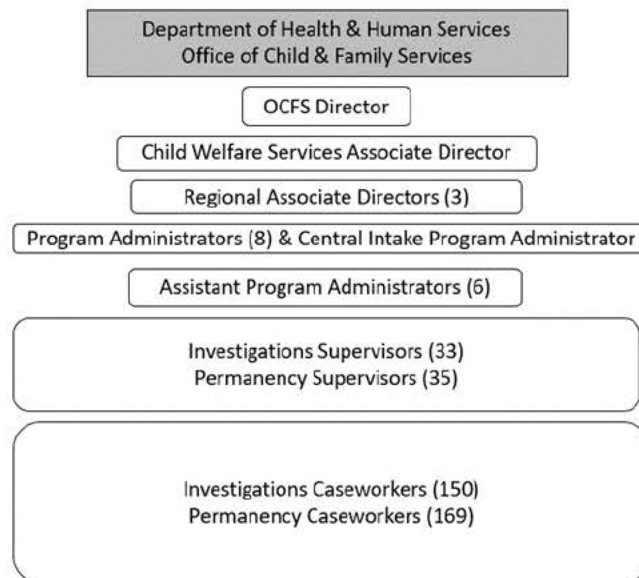 Department of Health & Human Services
Office of Child & Family Services
OCFS Director
Child Welfare Services Associate Director
Regional Associate Directors (3)
Program Administrators (8) & Central Intake Program Administrator
Assistant Program Administrators (6)
Investigations Supervisors (33)
Permanency Supervisors (35)
Investigations Caseworkers (150)
Permanency Caseworkers (169)